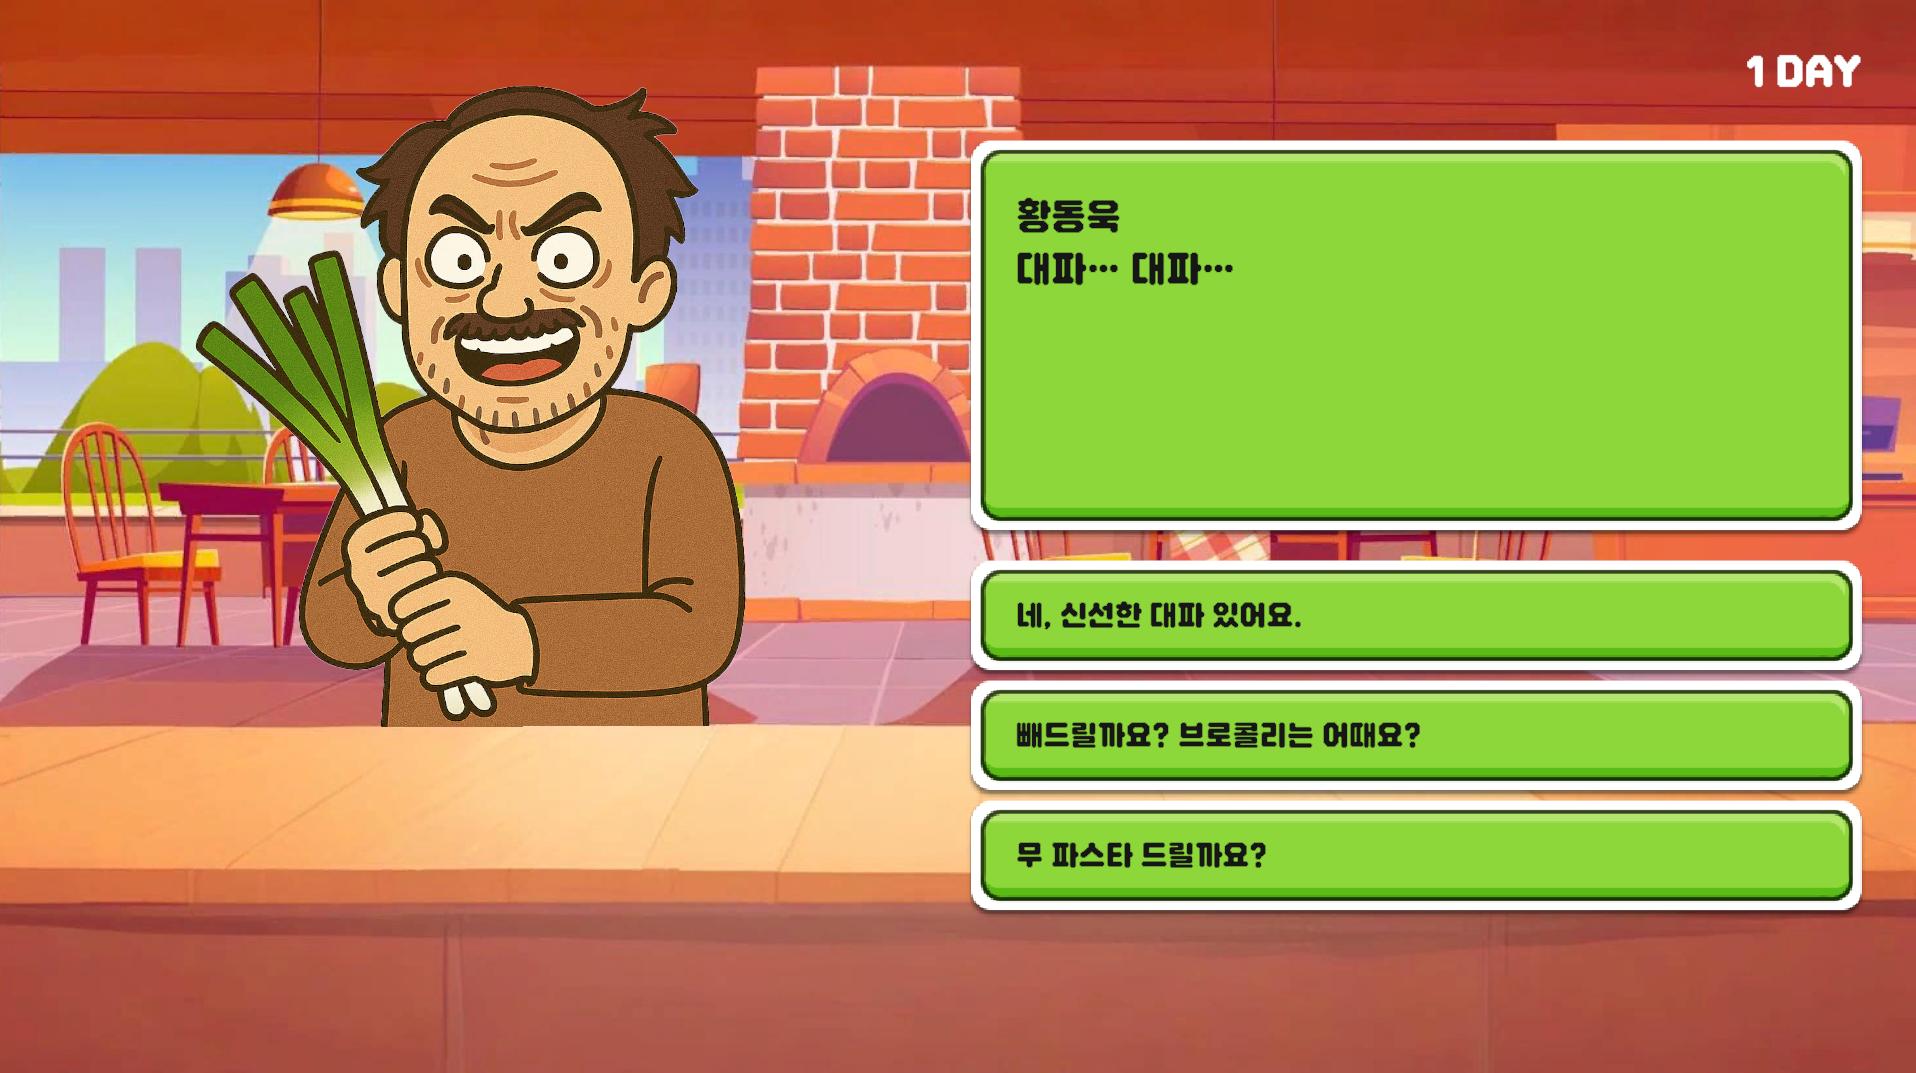 1 DAY
황동욱
대파… 대파…
네, 신선한 대파 있어요.
빼드릴까요? 브로콜리는 어때요?
무 파스타 드릴까요?